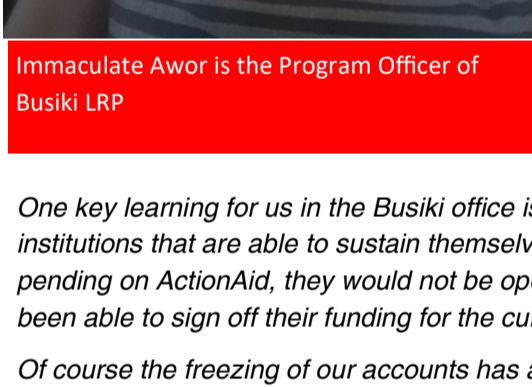 Immaculate Awor is the Program Officer of
Busiki LRP
One key learning for us in the Busiki office
institutions that are able to sustain
pending on ActionAid, they would not be
been able to sign off their funding for the
Of course the freezing of our accounts has